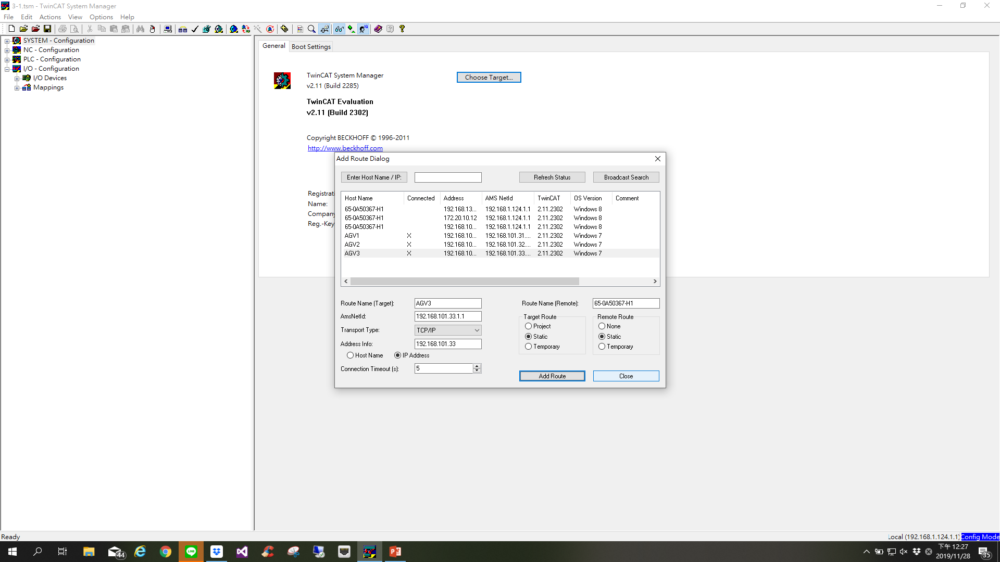 3-1.tsm - TwinCAT System Manager
File Edit Actions View Options Help
SYSTEM - Configuration
NC - Configuration
PLC - Configuration
I/O - Configuration
I/O Devices
Mappings
General Boot Settings
TwinCAT System Manager
v2.11 (Build 2285)
Choose Target...
TwinCAT Evaluation
v2.11 (Build 2302)
Copyright BECKHOFF © 1996-2011
http://www.beckhoff.com
Registrati
Name:
Company
Reg.-Key
Add Route Dialog
Enter Host Name / IP: Refresh Status Broadcast Search
Host Name Connected Address AMS NetId TwinCAT OS Version Comment
65-0A50367-H1 192.168.13... 192.168.1.124.1.1 2.11.2302 Windows 8
65-0A50367-H1 172.20.10.12 192.168.1.124.1.1 2.11.2302 Windows 8
65-0A50367-H1 192.168.10... 192.168.1.124.1.1 2.11.2302 Windows 8
AGV1 X 192.168.10... 192.168.101.31.... 2.11.2302 Windows 7
AGV2 X 192.168.10... 192.168.101.32.... 2.11.2302 Windows 7
AGV3 X 192.168.10... 192.168.101.33.... 2.11.2302 Windows 7
Route Name (Target): AGV3
AmsNetId: 192.168.101.33.1.1
Transport Type: TCP/IP
Address Info: 192.168.101.33
Host Name IP Address
Connection Timeout (s): 5
Route Name (Remote): 65-0A50367-H1
Target Route
Project
Static
Temporary
Remote Route
None
Static
Temporary
Add Route Close
Ready
Local (192.168.1.124.1.1) Config Mode
44
LINE
下午 12:27
2019/11/28
35